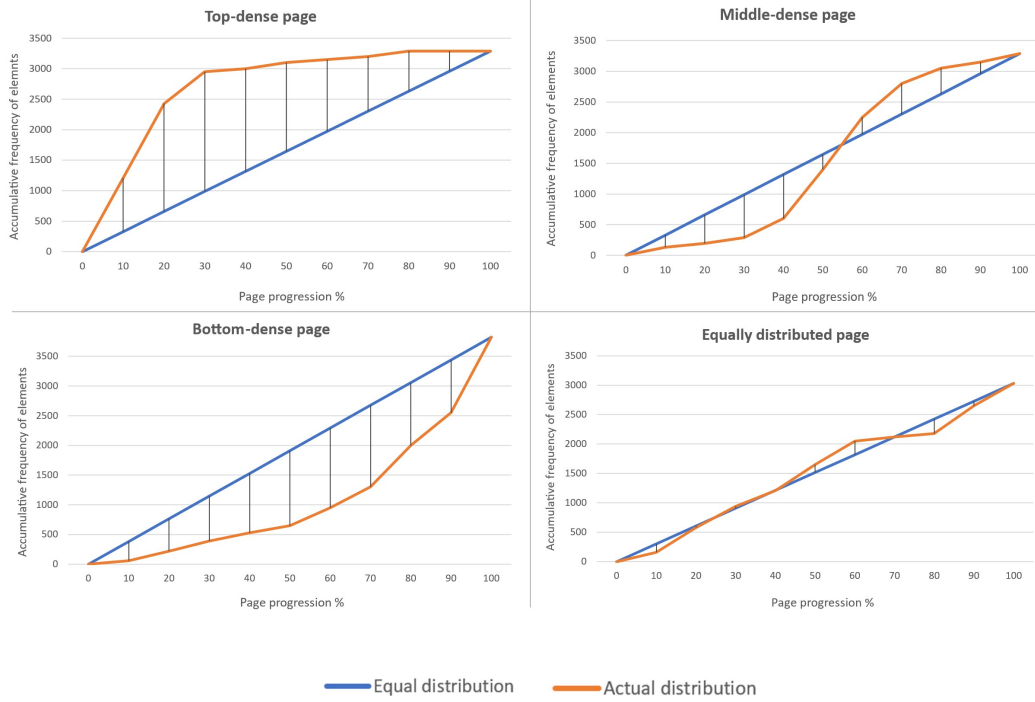 Top-dense page
Accumulative frequency of elemnts
3500
3000
2500
2000
1500
1000
500
0
0 10 20 30 40 50 60 70 80 90 100
Page progression %
Middle-dense page
Accumulative frequency of elements
3500
3000
2500
2000
1500
1000
500
0
0 10 20 30 40 50 60 70 80 90 100
Page progression %
Bottom-dense page
Accumulative frequency of elements
3500
3000
2500
2000
1500
1000
500
0
0 10 20 30 40 50 60 70 80 90 100
Page progression %
Equally distributed page
Accumulative frequency of elements
3500
3000
2500
2000
1500
1000
500
0
0 10 20 30 40 50 60 70 80 90 100
Page progression %
Equal distribution Actual distribution